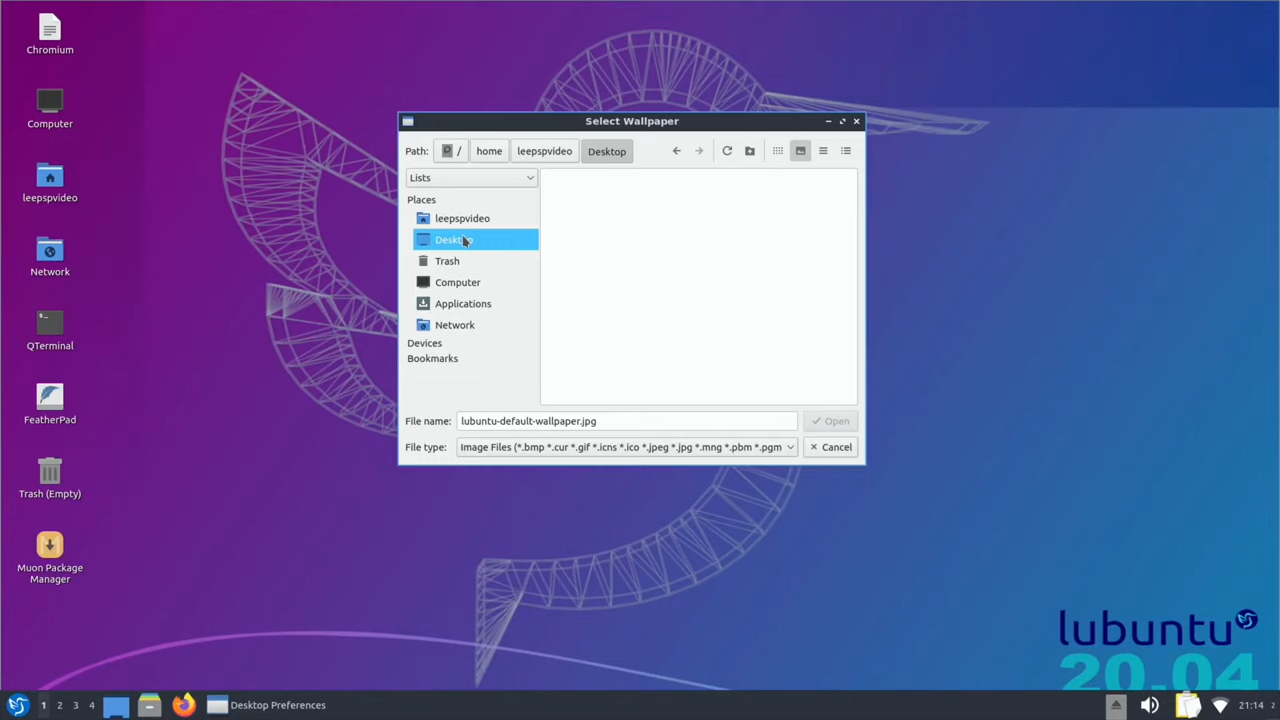 Chromium
Computer
leepspvideo
Network
QTerminal
FeatherPad
Trash (Empty)
Muon Package
Manager
Select Wallpaper
Path:
/
home
leepspvideo
Desktop
Lists
Places
leepspvideo
Desktop
Trash
Computer
Applications
Network
Devices
Bookmarks
File name:
lubuntu-default-wallpaper.jpg
Open
File type:
Image Files (*.bmp *.cur *.gif *.icns *.ico *.jpeg *.jpg *.mng *.pbm *.pgm
Cancel
lubuntu
20.04
1 2 3 4
Desktop Preferences
21:14
2